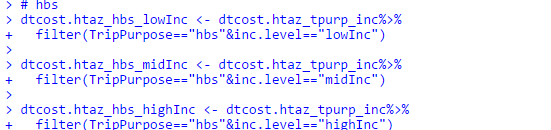 > # hbs
> dtcost.htaz_hbs_lowInc <- dtcost.htaz_tpurp_inc%>%
+   filter(TripPurpose=="hbs"&inc.level=="lowInc")
>
> dtcost.htaz_hbs_midInc <- dtcost.htaz_tpurp_inc%>%
+   filter(TripPurpose=="hbs"&inc.level=="midInc")
>
> dtcost.htaz_hbs_highInc <- dtcost.htaz_tpurp_inc%>%
+   filter(TripPurpose=="hbs"&inc.level=="highInc")